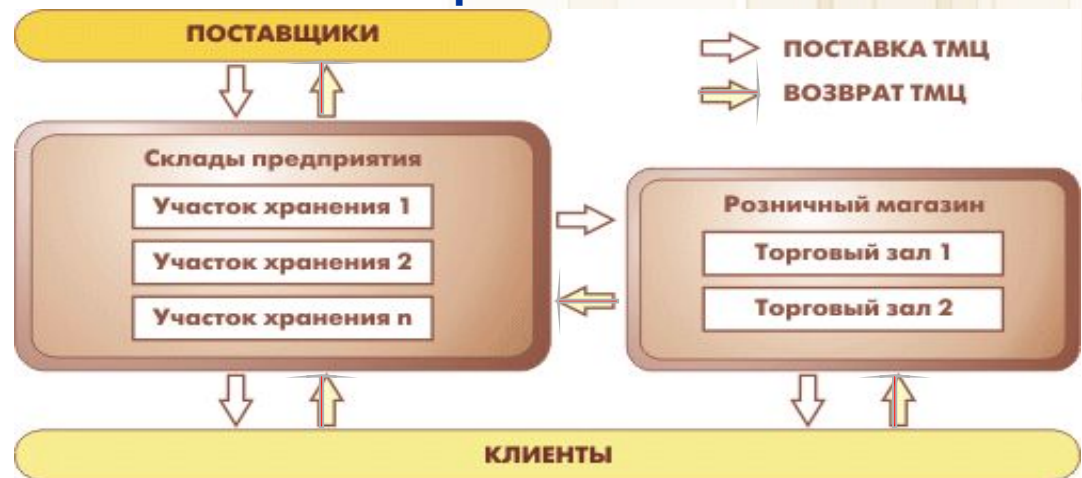 ПОСТАВЩИКИ
ПОСТАВКА ТМЦ
ВОЗВРАТ ТМЦ
Склады предприятия
Участок хранения 1
Участок хранения 2
Участок хранения n
Розничный магазин
Торговый зал 1
Торговый зал 2
КЛИЕНТЫ